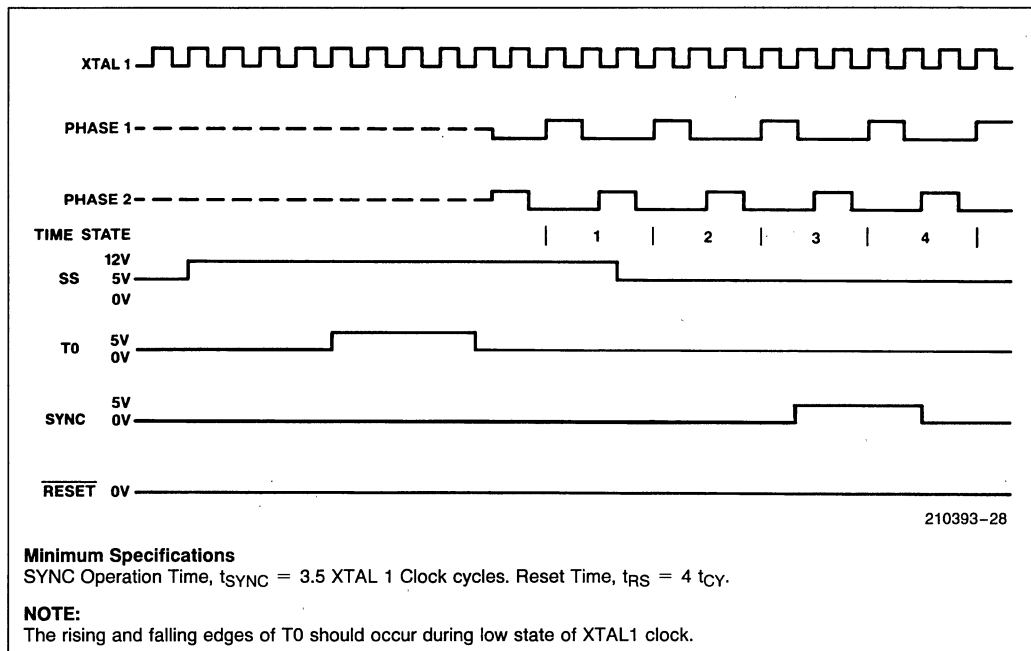 XTAL 1
PHASE 1
PHASE 2
TIME STATE | 1 | 2 | 3 | 4 |
12V
SS 5V
0V
5V
T0 0V
5V
SYNC 0V
RESET 0V
210393-28
Minimum Specifications
SYNC Operation Time, tSYNC = 3.5 XTAL 1 Clock cycles. Reset Time, tRS = 4 tCY.
NOTE:
The rising and falling edges of T0 should occur during low state of XTAL1 clock.